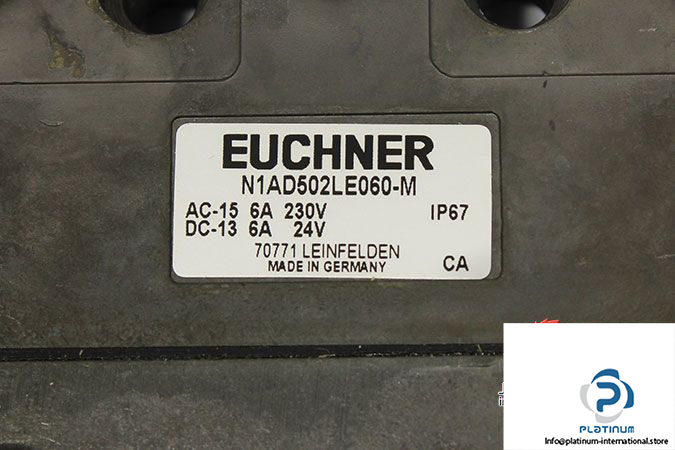 EUCHNER
N1AD502LE060-M
AC-15 6A 230V IP67
DC-13 6A 24V
70771 LEINFELDEN
MADE IN GERMANY CA
PLATINUM
Info@platinum-international.store